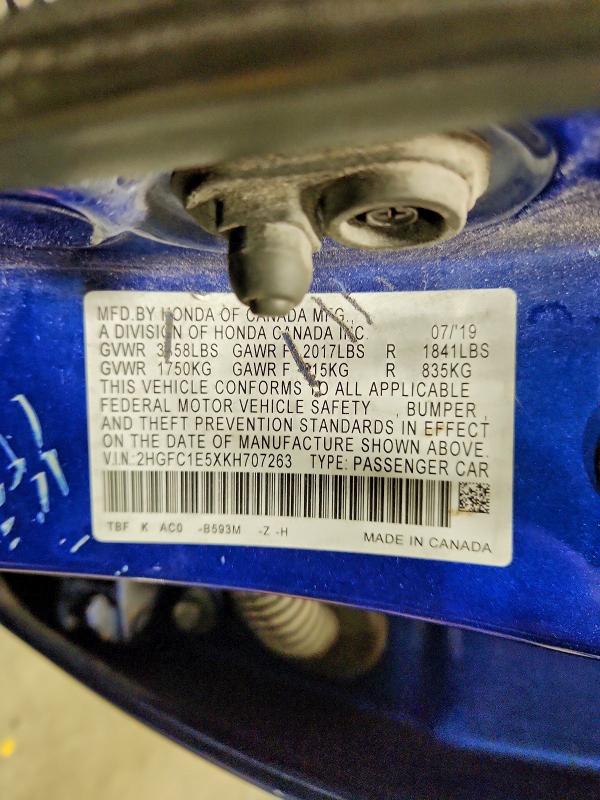 MFD. BY HONDA OF CANADA MFG.,
A DIVISION OF HONDA CANADA INC. 07/'19
GVWR LBS GAWR F 2017LBS R 1841LBS
GVWR 1750KG GAWR F R 835KG
THIS VEHICLE CONFORMS TO ALL APPLICABLE
FEDERAL MOTOR VEHICLE SAFETY , BUMPER ,
AND THEFT PREVENTION STANDARDS IN EFFECT
ON THE DATE OF MANUFACTURE SHOWN ABOVE.
V.I.N.:2HGFC1E5XKH707263 TYPE: PASSENGER CAR
TBF K AC0 -B593M -Z -H
MADE IN CANADA